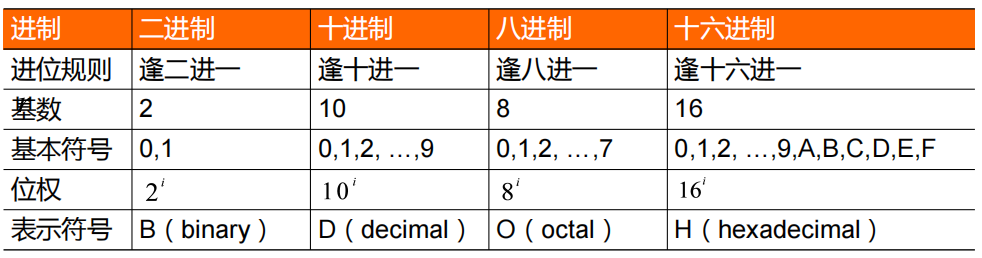 进制 二进制 十进制 八进制 十六进制
进位规则 逢二进一 逢十进一 逢八进一 逢十六进一
基数 2 10 8 16
基本符号 0,1 0,1,2, …,9 0,1,2, …,7 0,1,2, …,9,A,B,C,D,E,F
位权 2^i 10^i 8^i 16^i
表示符号 B（binary） D（decimal） O（octal） H（hexadecimal）